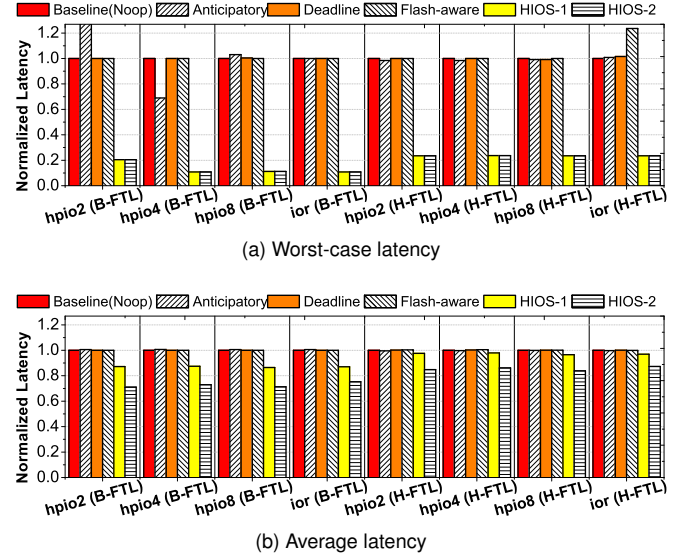 Baseline(Noop) Anticipatory Deadline Flash-aware HIOS-1 HIOS-2
Normalized Latency
1.2
1.0
0.8
0.6
0.4
0.2
0.0
hpio2 (B-FTL) hpio4 (B-FTL) hpio8 (B-FTL) ior (B-FTL) hpio2 (H-FTL) hpio4 (H-FTL) hpio8 (H-FTL) ior (H-FTL)
(a) Worst-case latency
Baseline(Noop) Anticipatory Deadline Flash-aware HIOS-1 HIOS-2
Normalized Latency
1.2
1.0
0.8
0.6
0.4
0.2
0.0
hpio2 (B-FTL) hpio4 (B-FTL) hpio8 (B-FTL) ior (B-FTL) hpio2 (H-FTL) hpio4 (H-FTL) hpio8 (H-FTL) ior (H-FTL)
(b) Average latency